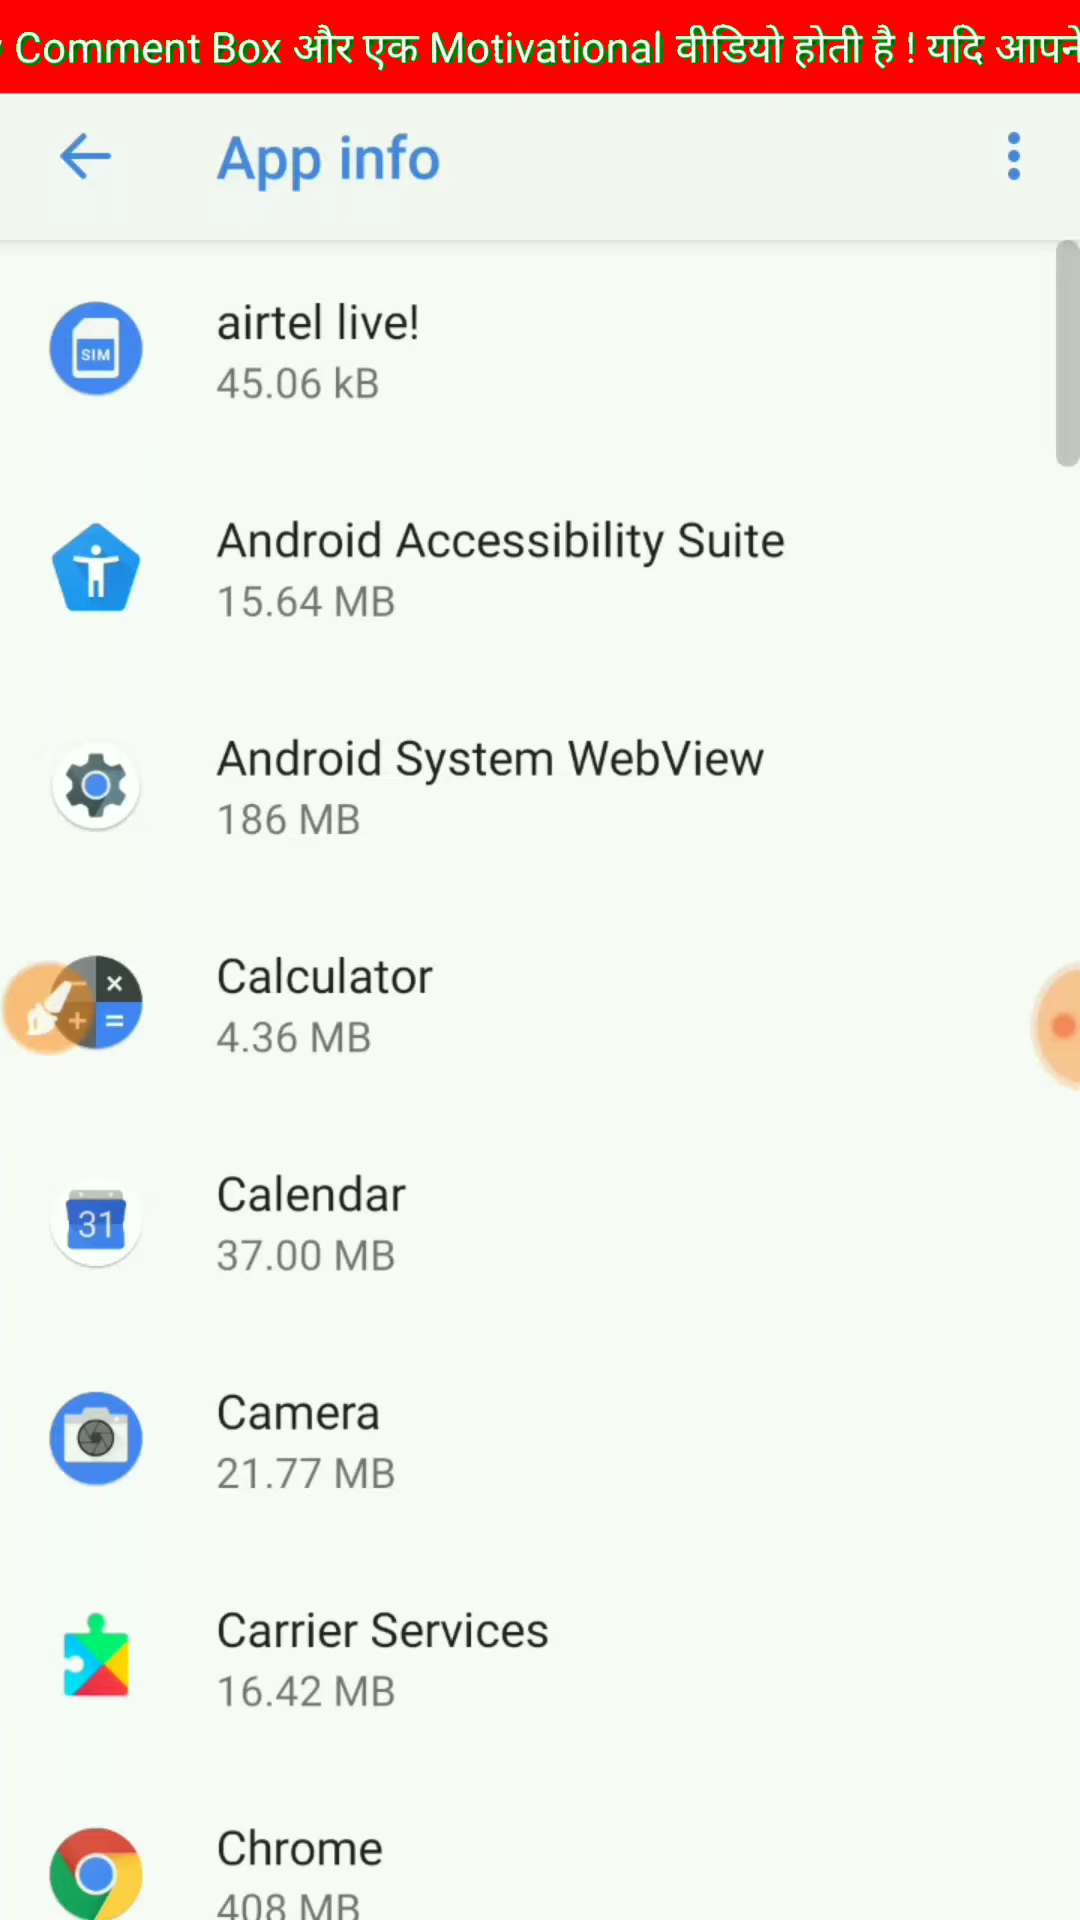 Comment Box और एक Motivational वीडियो होती है ! यदि आपने
App info
airtel live!
SIM
45.06 kB
Android Accessibility Suite
15.64 MB
Android System WebView
186 MB
Calculator
4.36 MB
Calendar
31
37.00 MB
Camera
21.77 MB
Carrier Services
16.42 MB
Chrome
408 MB